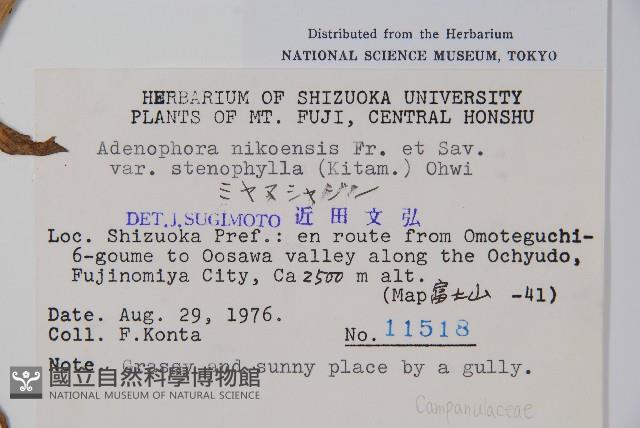 Distributed from the Herbarium
NATIONAL SCIENCE MUSEUM, TOKYO
HERBARIUM OF SHIZUOKA UNIVERSITY
PLANTS OF MT. FUJI, CENTRAL HONSHU
Adenophora nikoensis Fr. et Sav.
var. stenophylla (Kitam.) Ohwi
ミヤマシャジン
DET.J.SUGIMOTO 近田文弘
Loc. Shizuoka Pref.: en route from Omoteguchi-
6-goume to Oosawa valley along the Ochyudo,
Fujinomiya City, Ca 2500 m alt.
(Map 富士山 -41)
Date. Aug. 29, 1976.
Coll. F.Konta No. 11518
Note Grassy and sunny place by a gully.
國立自然科學博物館
NATIONAL MUSEUM OF NATURAL SCIENCE
Campanulaceae